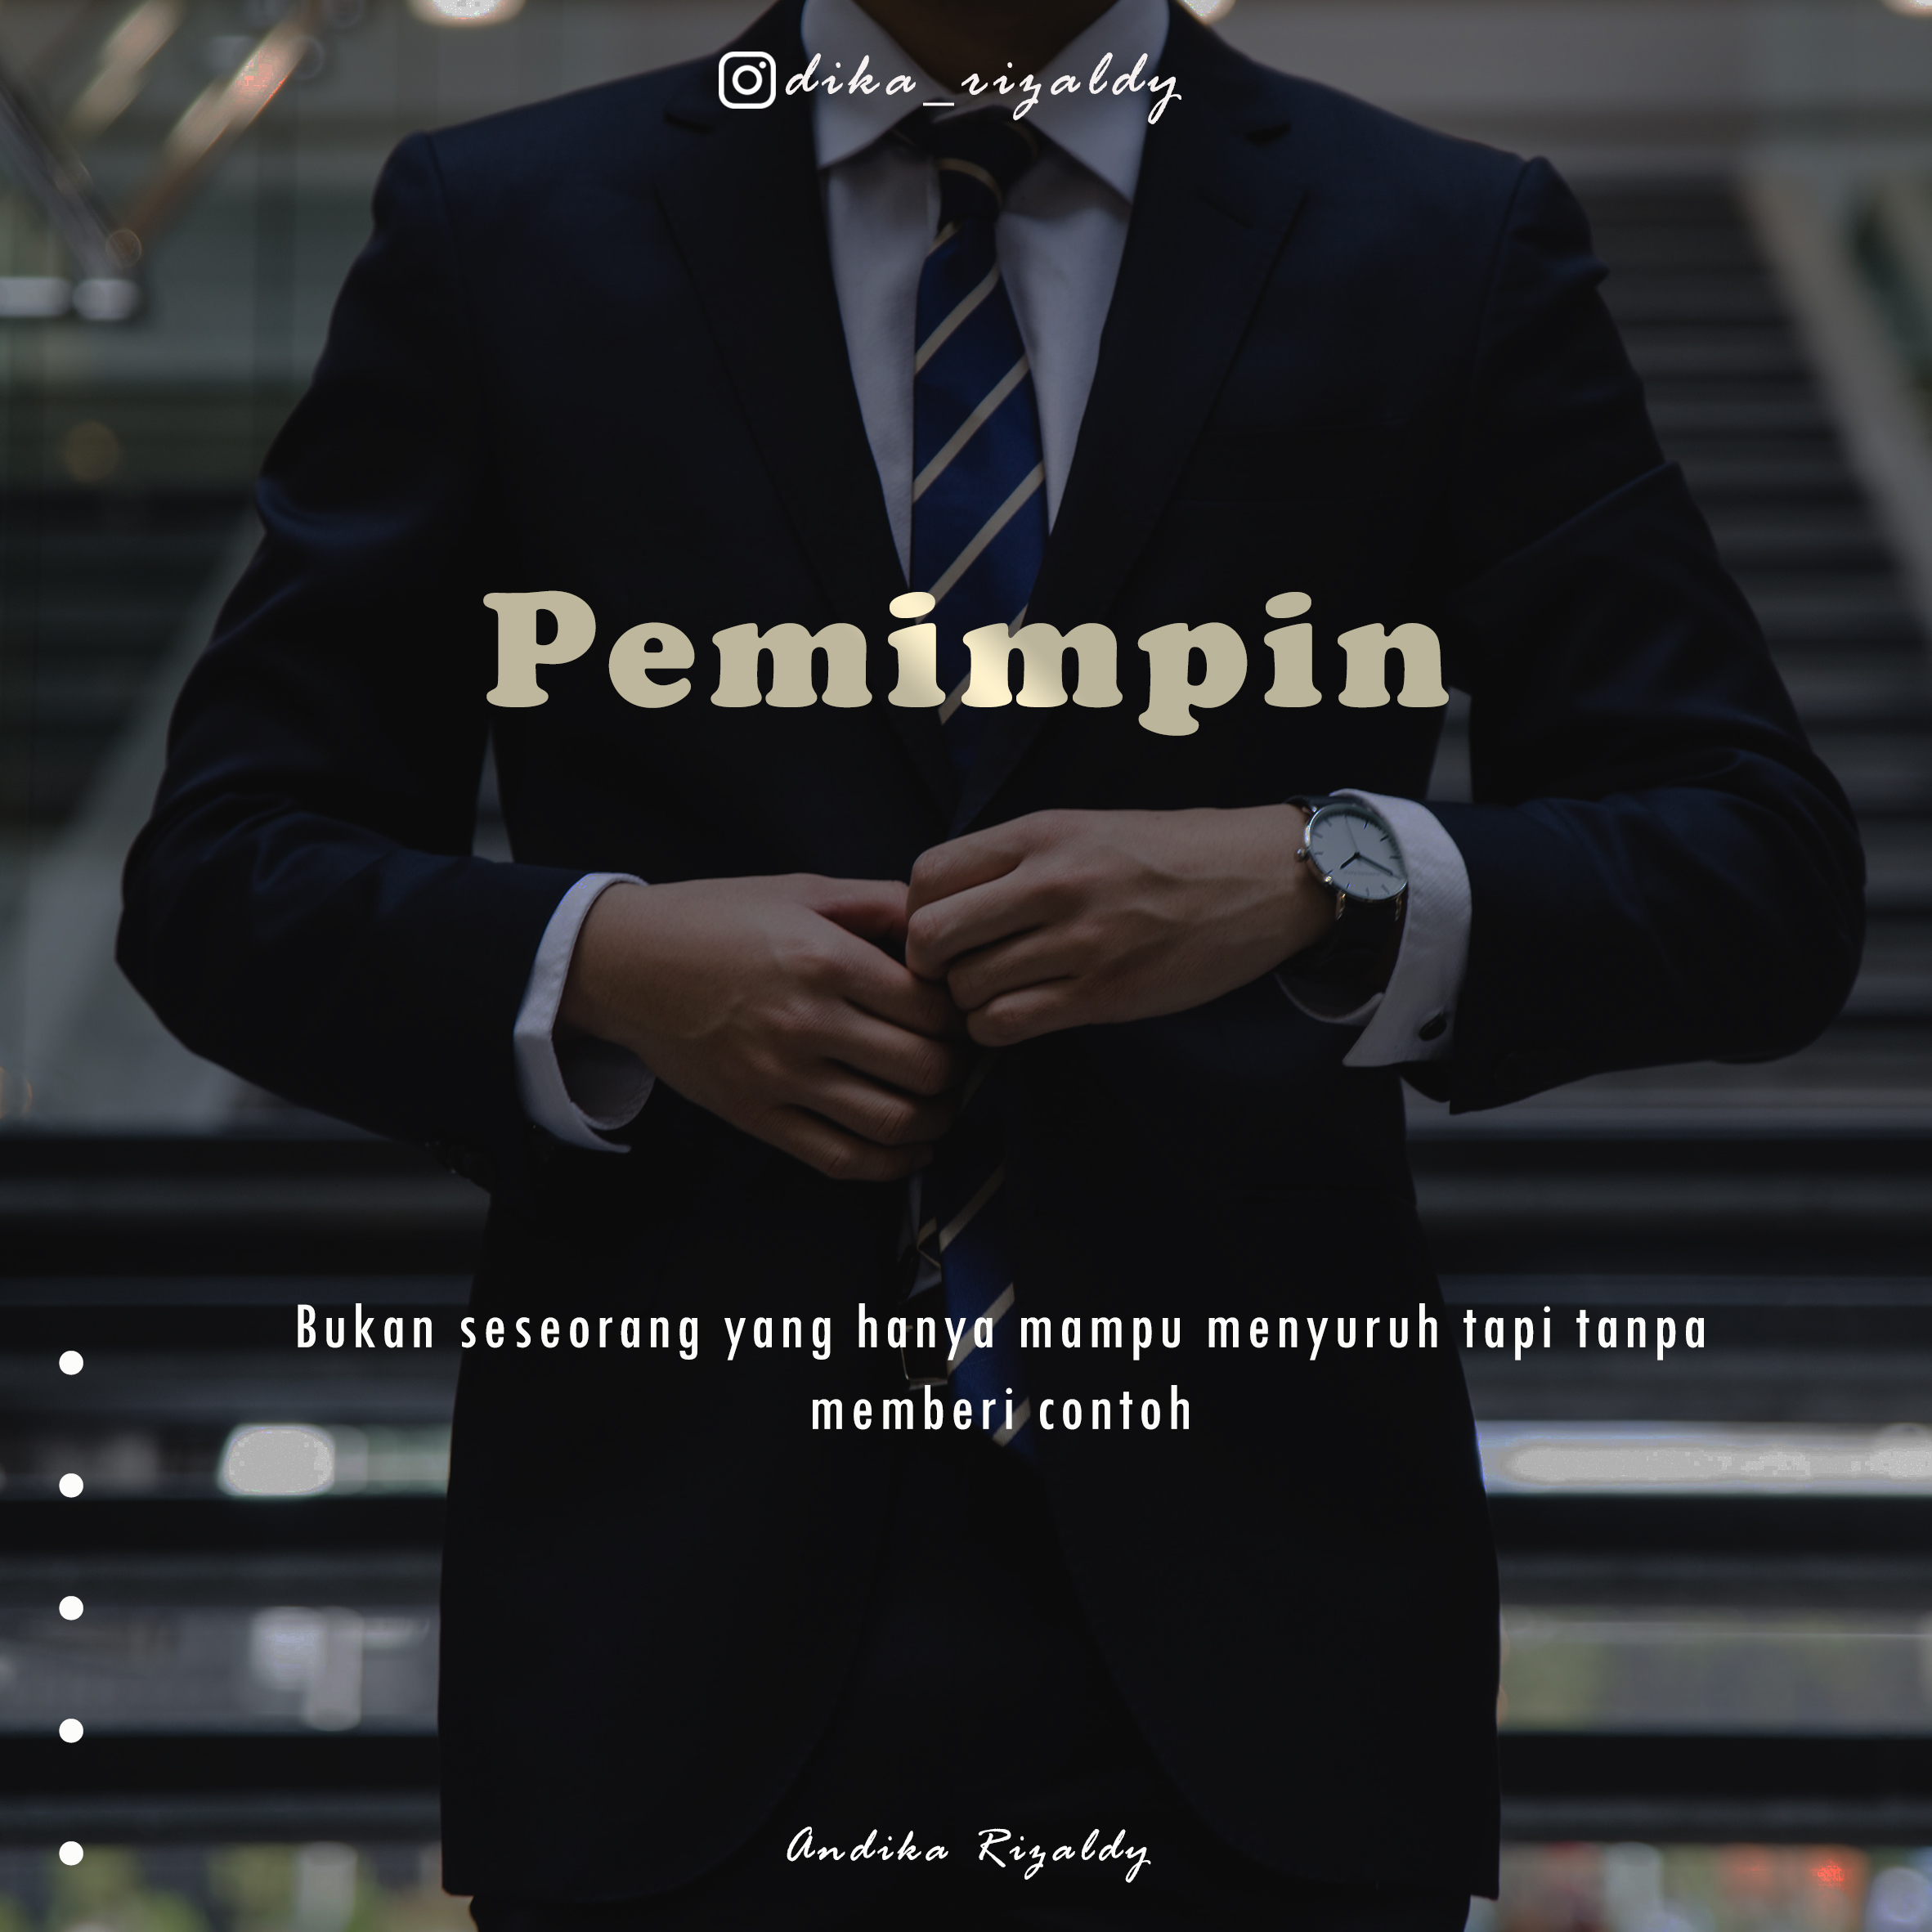 dika_rizaldy
Pemimpin
Bukan seseorang yang hanya mampu menyuruh tapi tanpa
memberi contoh
Andika Rizaldy